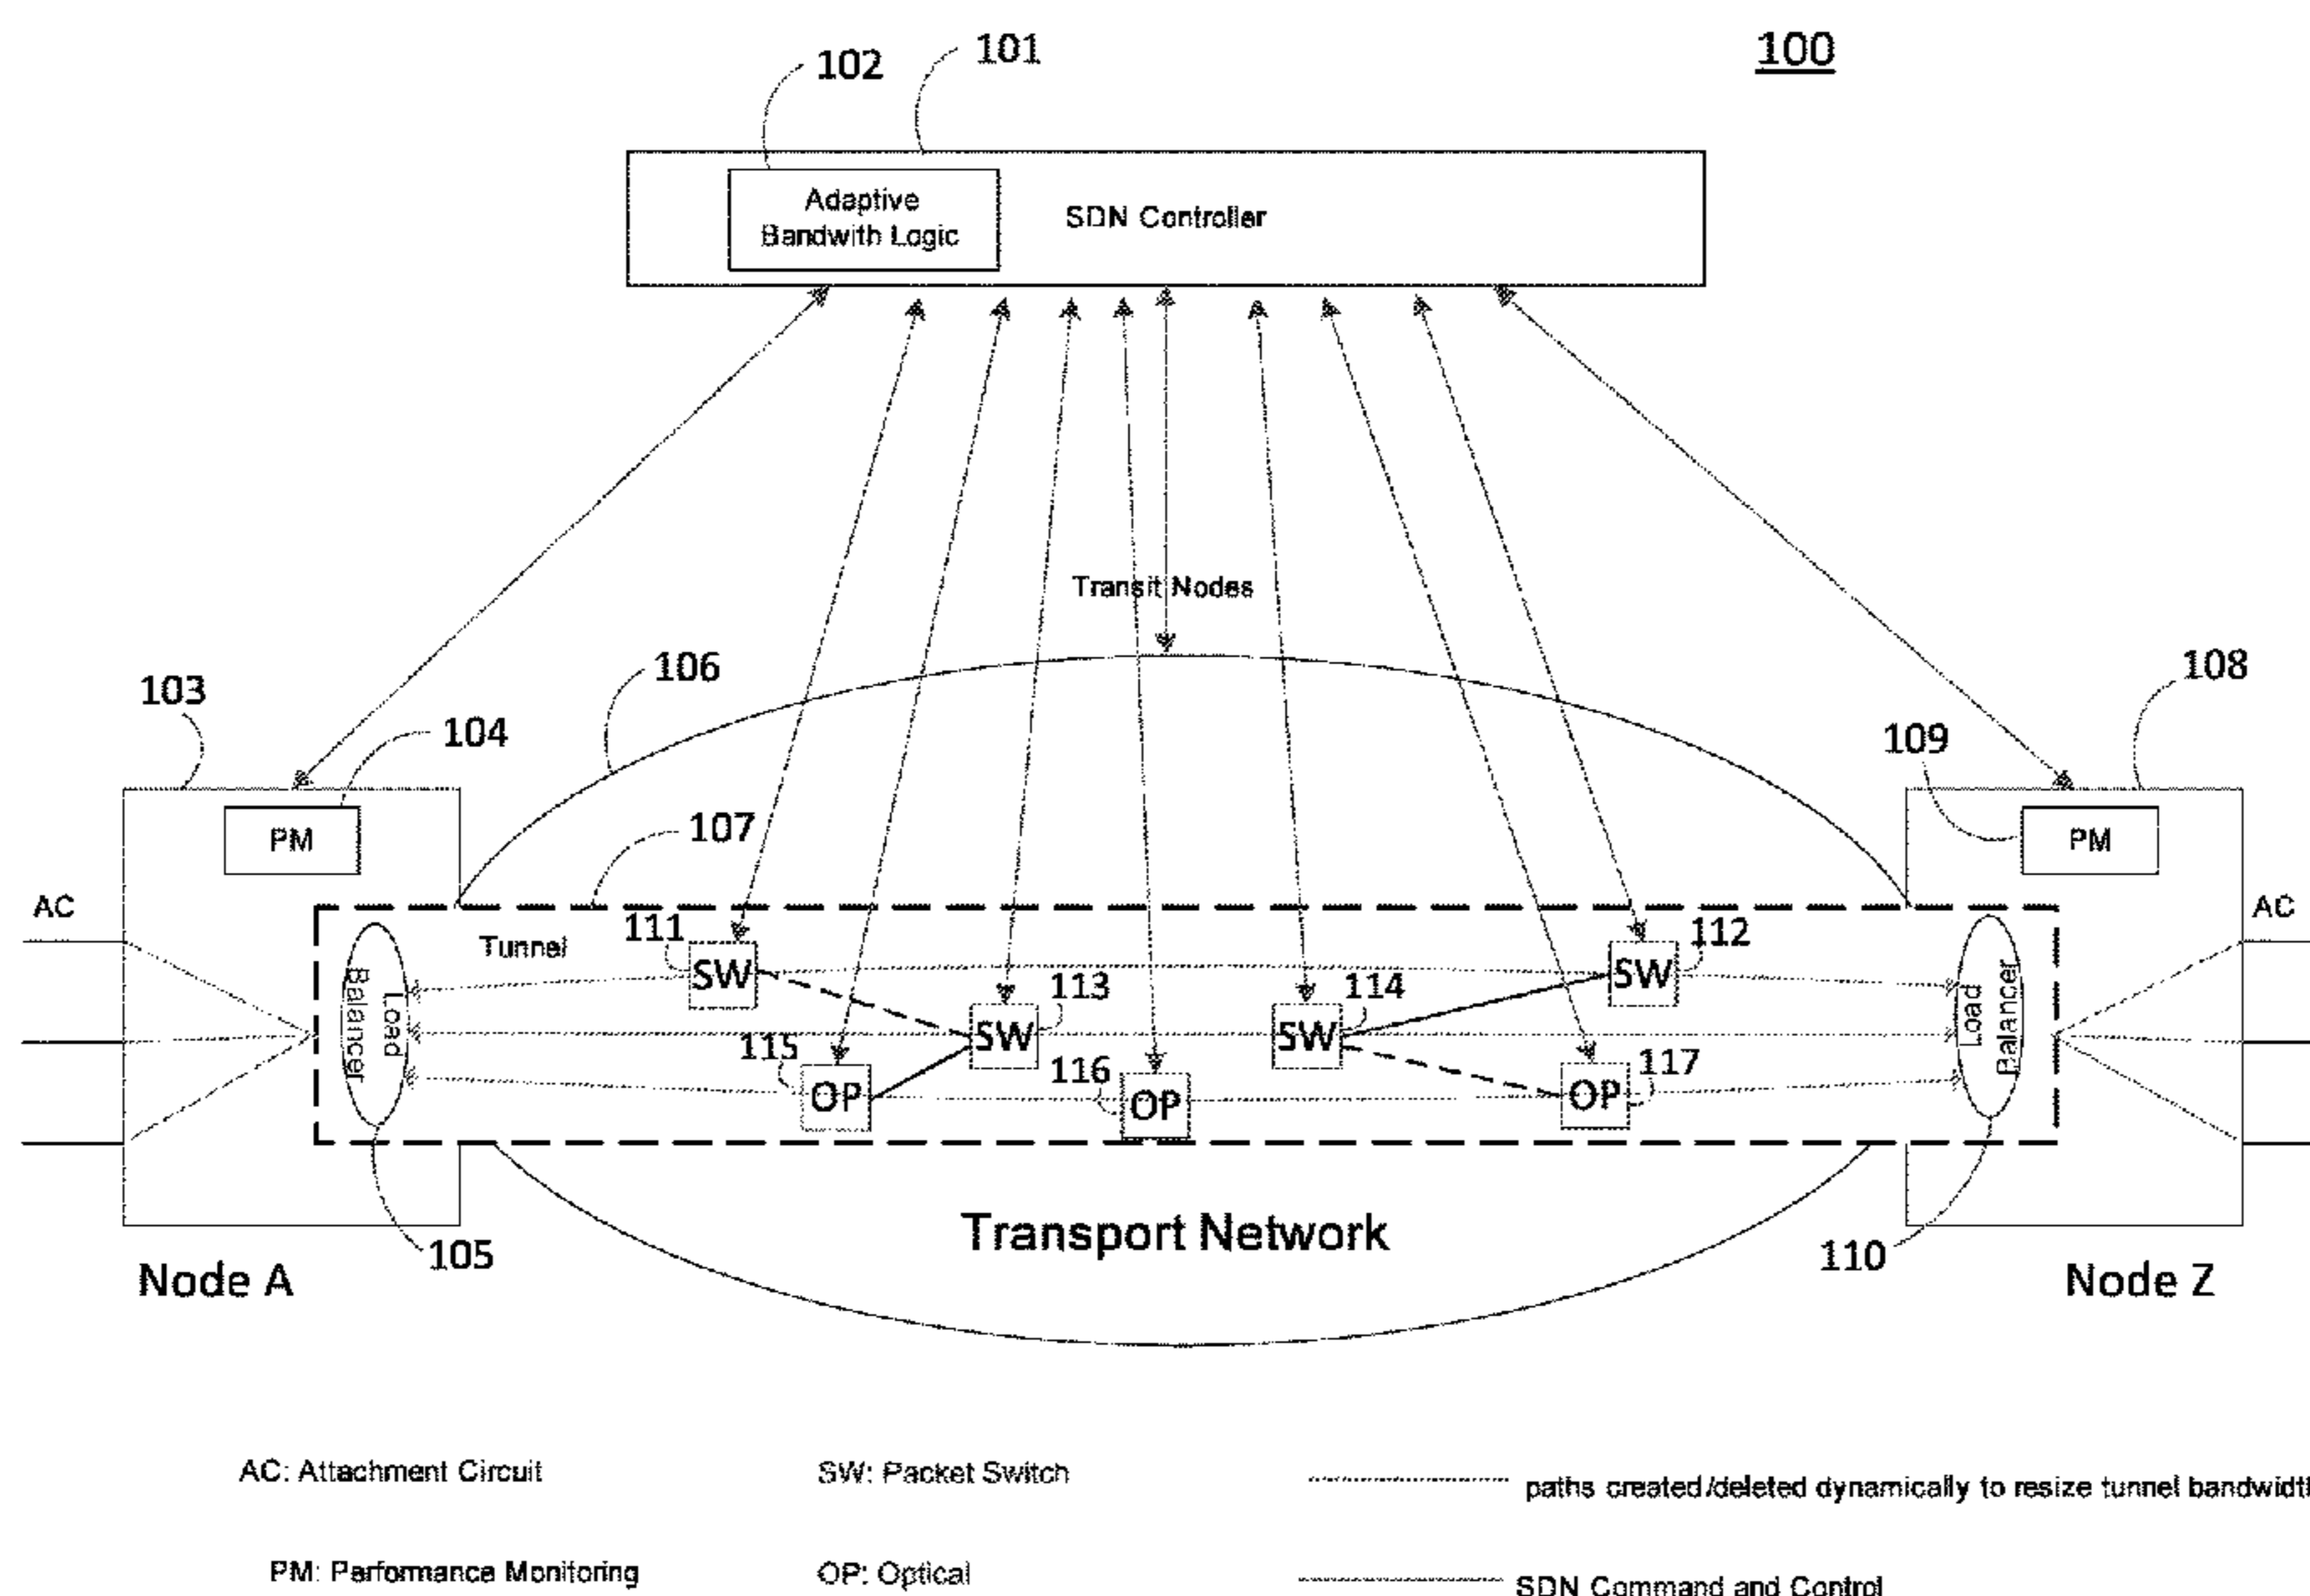 100
101
102
Adaptive
Bandwith Logic
SDN Controller
Transit Nodes
103
104
106
107
108
109
PM
PM
AC
AC
Tunnel
111
SW
112
SW
113
SW
114
SW
115
OP
116
OP
117
OP
Load
Balancer
Load
Balancer
105
110
Transport Network
Node A
Node Z
AC: Attachment Circuit
SW: Packet Switch
paths created/deleted dynamically to resize tunnel bandwidt
PM: Performance Monitoring
OP: Optical
SDN Command and Control